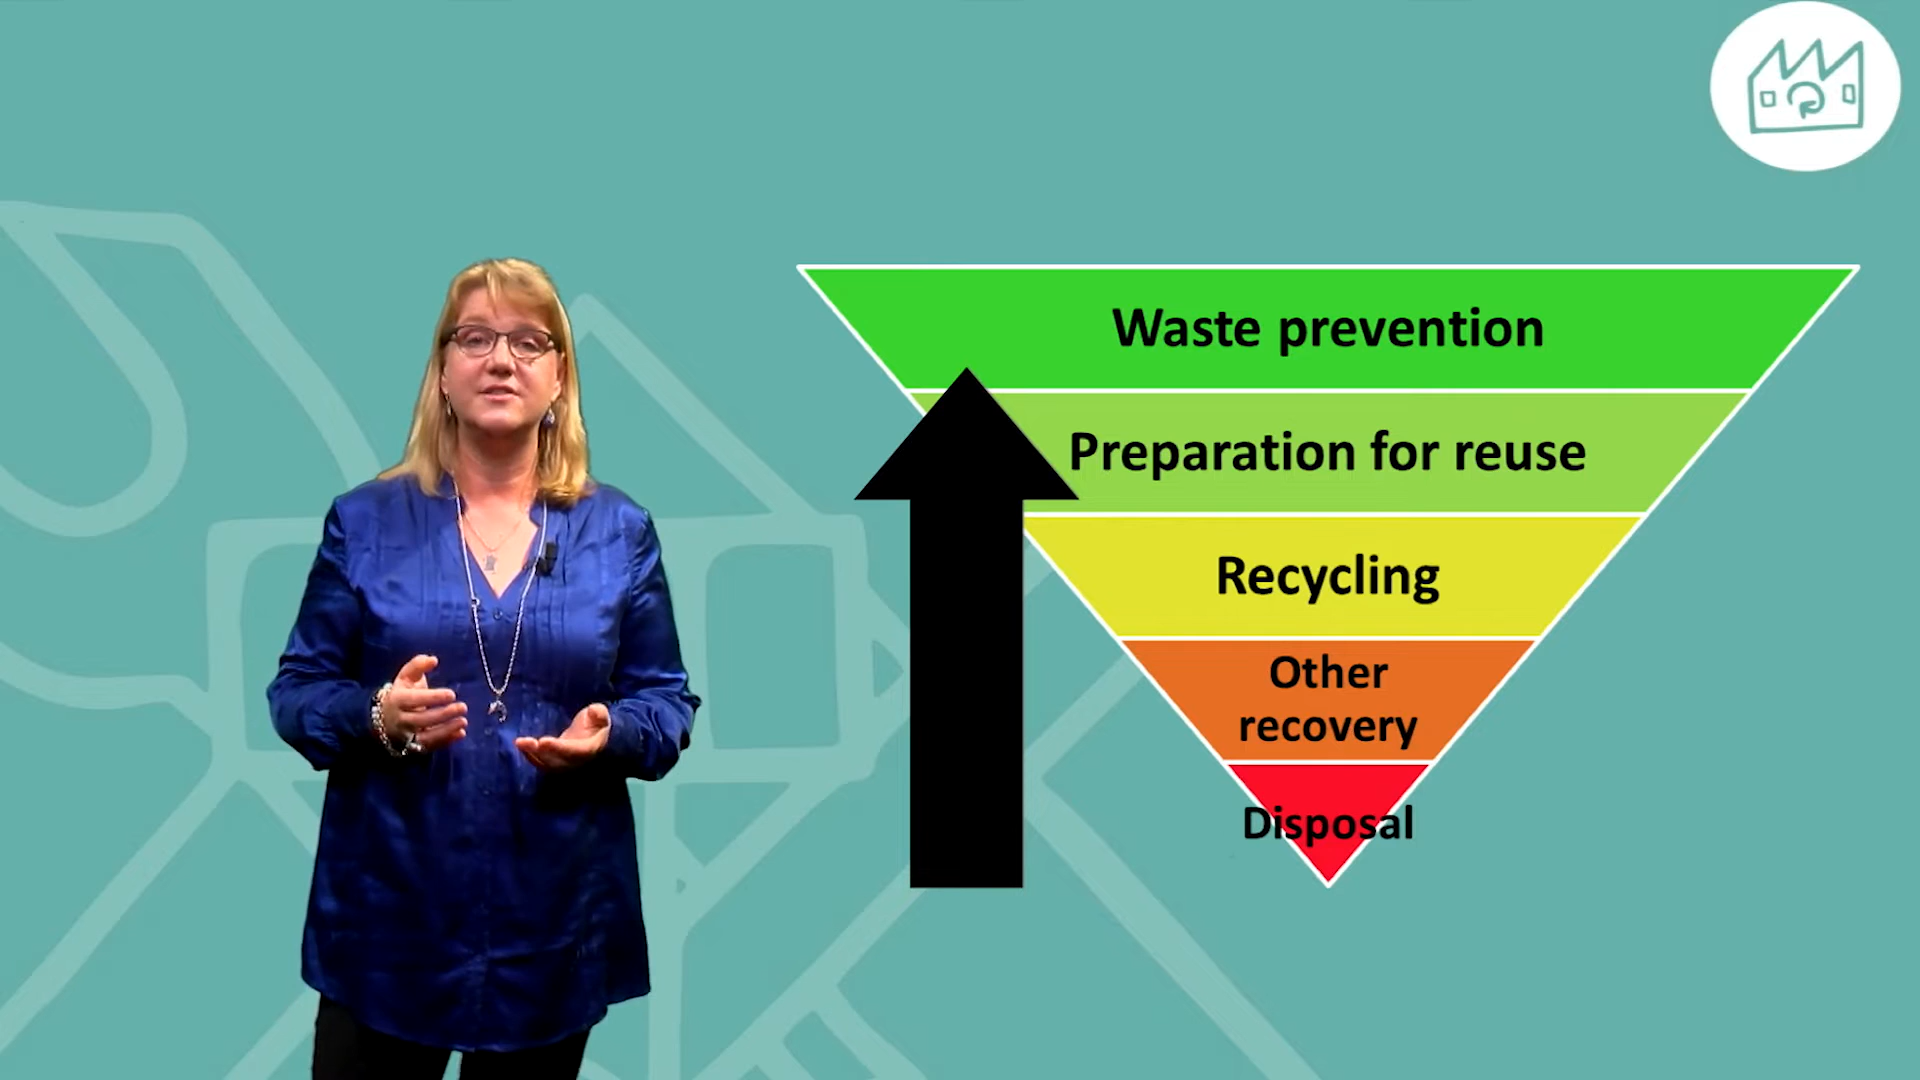 Waste prevention
Preparation for reuse
Recycling
Other
recovery
Disposal